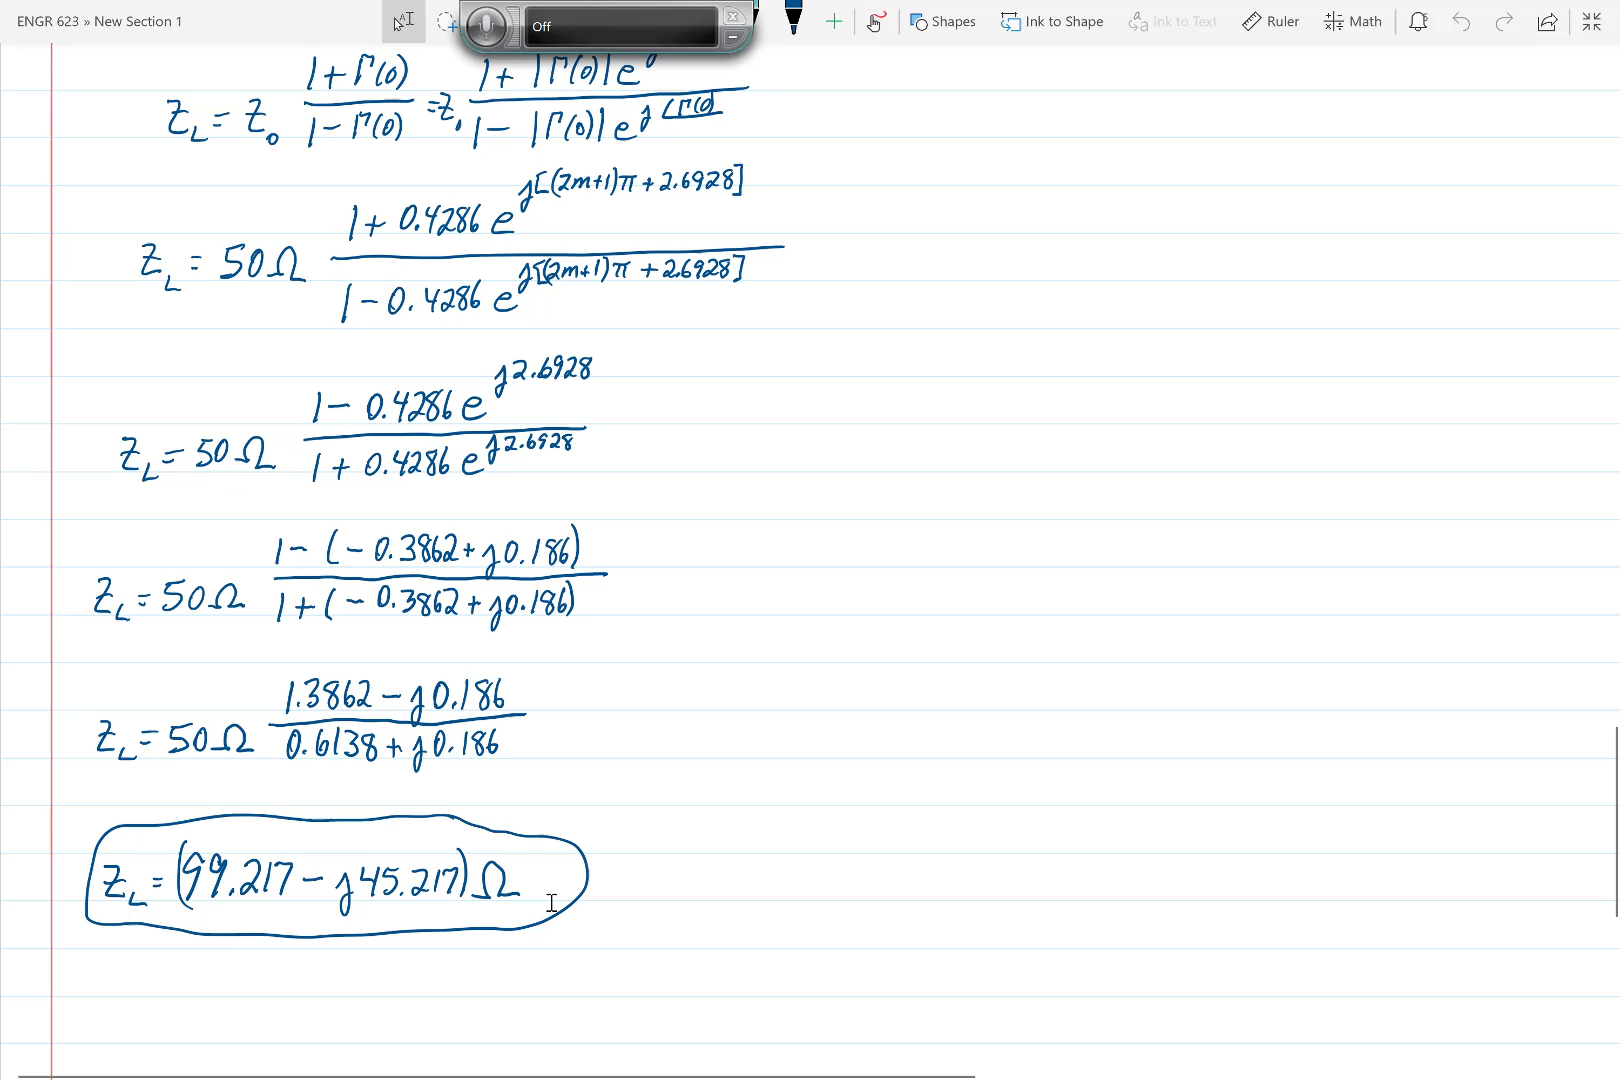 ENGR 623 » New Section 1
Off
Shapes
Ink to Shape
Ink to Text
Ruler
Math
Z_L = Z_0 (1 + Γ(0)) / (1 - Γ(0)) = Z_0 (1 + |Γ(0)| e) / (1 - |Γ(0)| e^{j∠Γ(0)})
Z_L = 50Ω (1 + 0.4286 e^{j[(2m+1)π + 2.6928]}) / (1 - 0.4286 e^{j[(2m+1)π + 2.6928]})
Z_L = 50Ω (1 - 0.4286 e^{j2.6928}) / (1 + 0.4286 e^{j2.6928})
Z_L = 50Ω (1 - (-0.3862 + j0.186)) / (1 + (-0.3862 + j0.186))
Z_L = 50Ω (1.3862 - j0.186) / (0.6138 + j0.186)
Z_L = (99.217 - j45.217) Ω